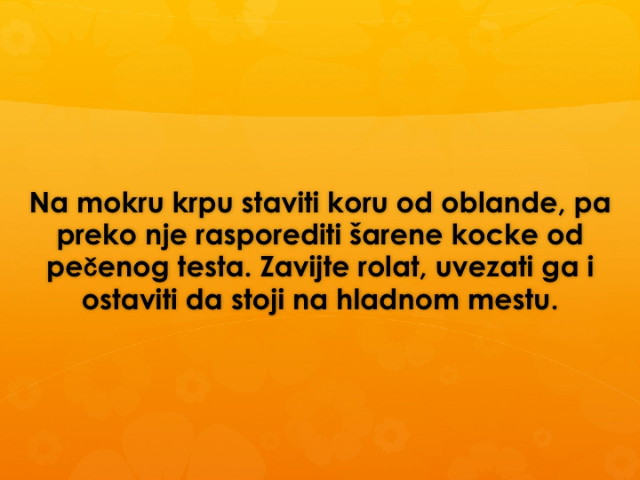 Na mokru krpu staviti koru od oblande, pa
preko nje rasporediti šarene kocke od
pečenog testa. Zavijte rolat, uvezati ga i
ostaviti da stoji na hladnom mestu.